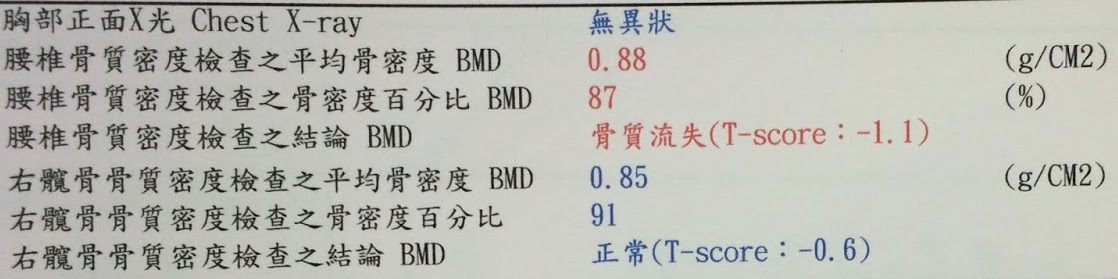 胸部正面X光 Chest X-ray 無異狀
腰椎骨質密度檢查之平均骨密度 BMD 0.88 (g/CM2)
腰椎骨質密度檢查之骨密度百分比 BMD 87 (%)
腰椎骨質密度檢查之結論 BMD 骨質流失(T-score：-1.1)
右髖骨骨質密度檢查之平均骨密度 BMD 0.85 (g/CM2)
右髖骨骨質密度檢查之骨密度百分比 91
右髖骨骨質密度檢查之結論 BMD 正常(T-score：-0.6)